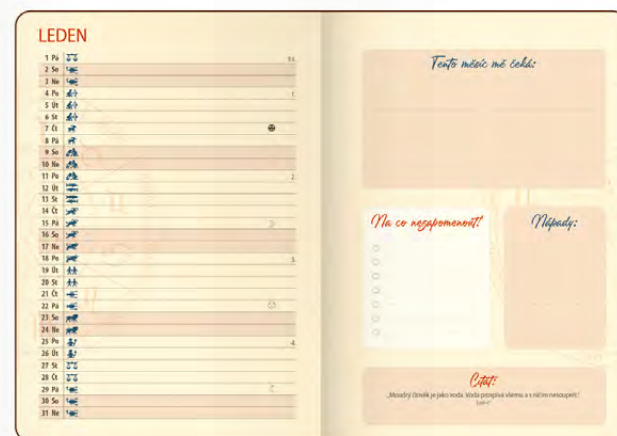 LEDEN
1 Pá 53.
2 So
3 Ne
4 Po 1.
5 Út
6 St
7 Čt
8 Pá
9 So
10 Ne
11 Po 2.
12 Út
13 St
14 Čt
15 Pá
16 So
17 Ne
18 Po 3.
19 Út
20 St
21 Čt
22 Pá
23 So
24 Ne
25 Po 4.
26 Út
27 St
28 Čt
29 Pá
30 So
31 Ne
Tento měsíc mě čeká:
Na co nezapomenout!
Nápady:
Citát:
„Moudrý člověk je jako voda. Voda prospívá všemu a s ničím nesoupeří.“